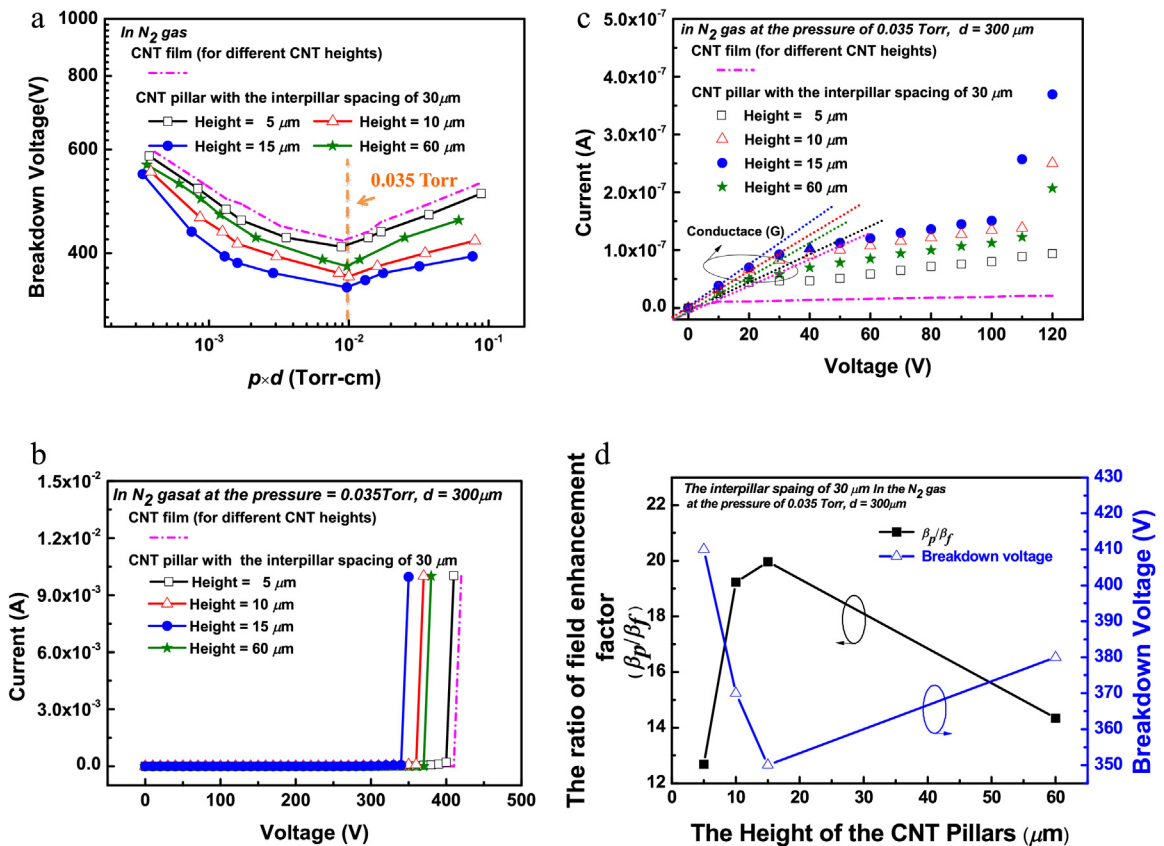 a
In N2 gas
CNT film (for different CNT heights)
CNT pillar with the interpillar spacing of 30 μm
Height = 5 μm
Height = 10 μm
Height = 15 μm
Height = 60 μm
0.035 Torr
1000
800
600
400
Breakdown Voltage(V)
10-3
10-2
10-1
p×d (Torr-cm)
c
in N2 gas at the pressure of 0.035 Torr, d = 300 μm
CNT film (for different CNT heights)
CNT pillar with the interpillar spacing of 30 μm
Height = 5 μm
Height = 10 μm
Height = 15 μm
Height = 60 μm
Conductace (G)
5.0x10-7
4.0x10-7
3.0x10-7
2.0x10-7
1.0x10-7
0.0
Current (A)
0 20 40 60 80 100 120
Voltage (V)
b
In N2 gasat at the pressure = 0.035Torr, d = 300μm
CNT film (for different CNT heights)
CNT pillar with the interpillar spacing of 30 μm
Height = 5 μm
Height = 10 μm
Height = 15 μm
Height = 60 μm
1.5x10-2
1.2x10-2
9.0x10-3
6.0x10-3
3.0x10-3
0.0
Current (A)
0 100 200 300 400 500
Voltage (V)
d
The interpillar spaing of 30 μm In the N2 gas
at the pressure of 0.035 Torr, d = 300μm
βp/βf
Breakdown voltage
22
20
18
16
14
12
The ratio of field enhancement
factor
(βp/βf)
430
420
410
400
390
380
370
360
350
Breakdown Voltage (V)
0 10 20 30 40 50 60
The Height of the CNT Pillars (μm)